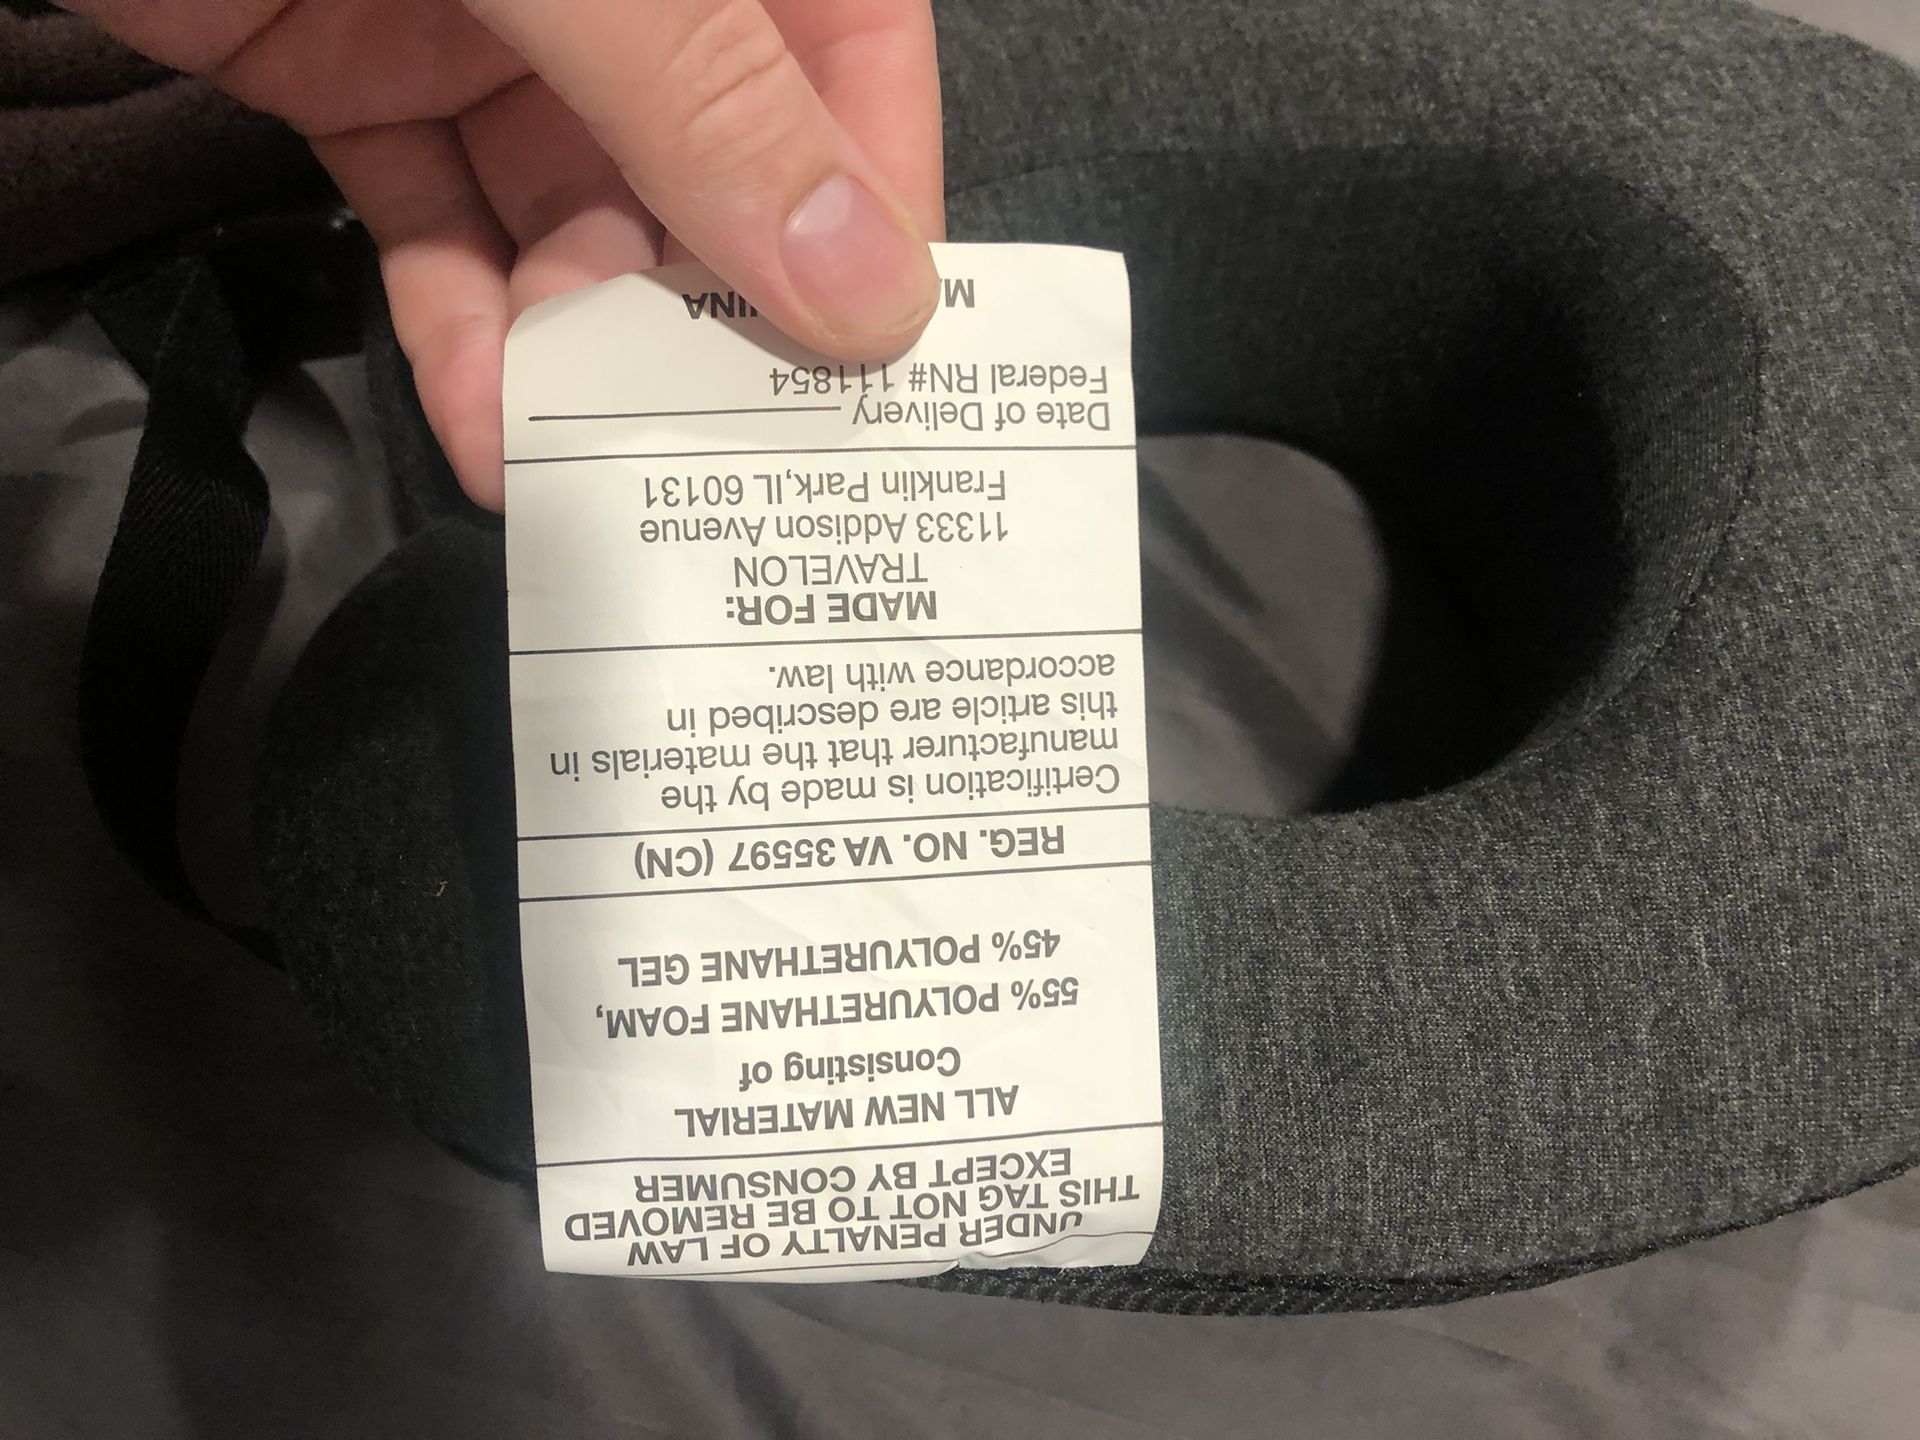 UNDER PENALTY OF LAW
THIS TAG NOT TO BE REMOVED
EXCEPT BY CONSUMER
ALL NEW MATERIAL
Consisting of
55% POLYURETHANE FOAM,
45% POLYURETHANE GEL
REG. NO. VA 35597 (CN)
Certification is made by the
manufacturer that the materials in
this article are described in
accordance with law.
MADE FOR:
TRAVELON
11333 Addison Avenue
Franklin Park,IL 60131
Date of Delivery
Federal RN# 111854